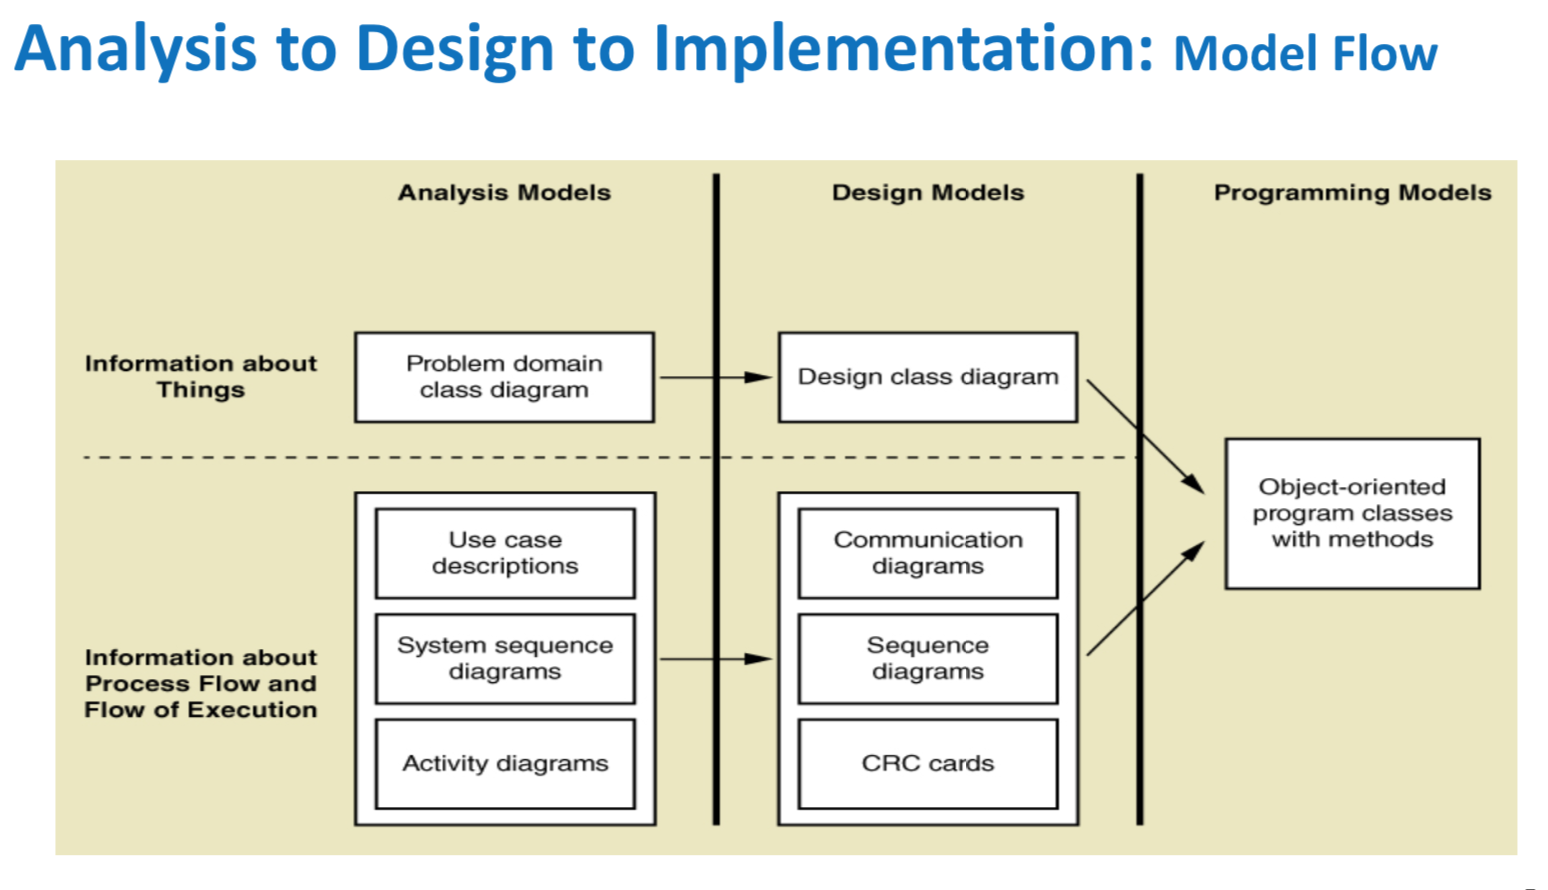 Analysis to Design to Implementation: Model Flow
Analysis Models
Design Models
Programming Models
Information about
Things
Problem domain
class diagram
Design class diagram
Object-oriented
program classes
with methods
Information about
Process Flow and
Flow of Execution
Use case
descriptions
System sequence
diagrams
Activity diagrams
Communication
diagrams
Sequence
diagrams
CRC cards